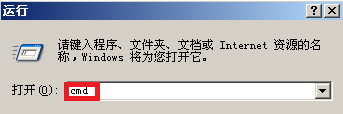 运行
请键入程序、文件夹、文档或 Internet 资源的名
称，Windows 将为您打开它。
打开(O): cmd